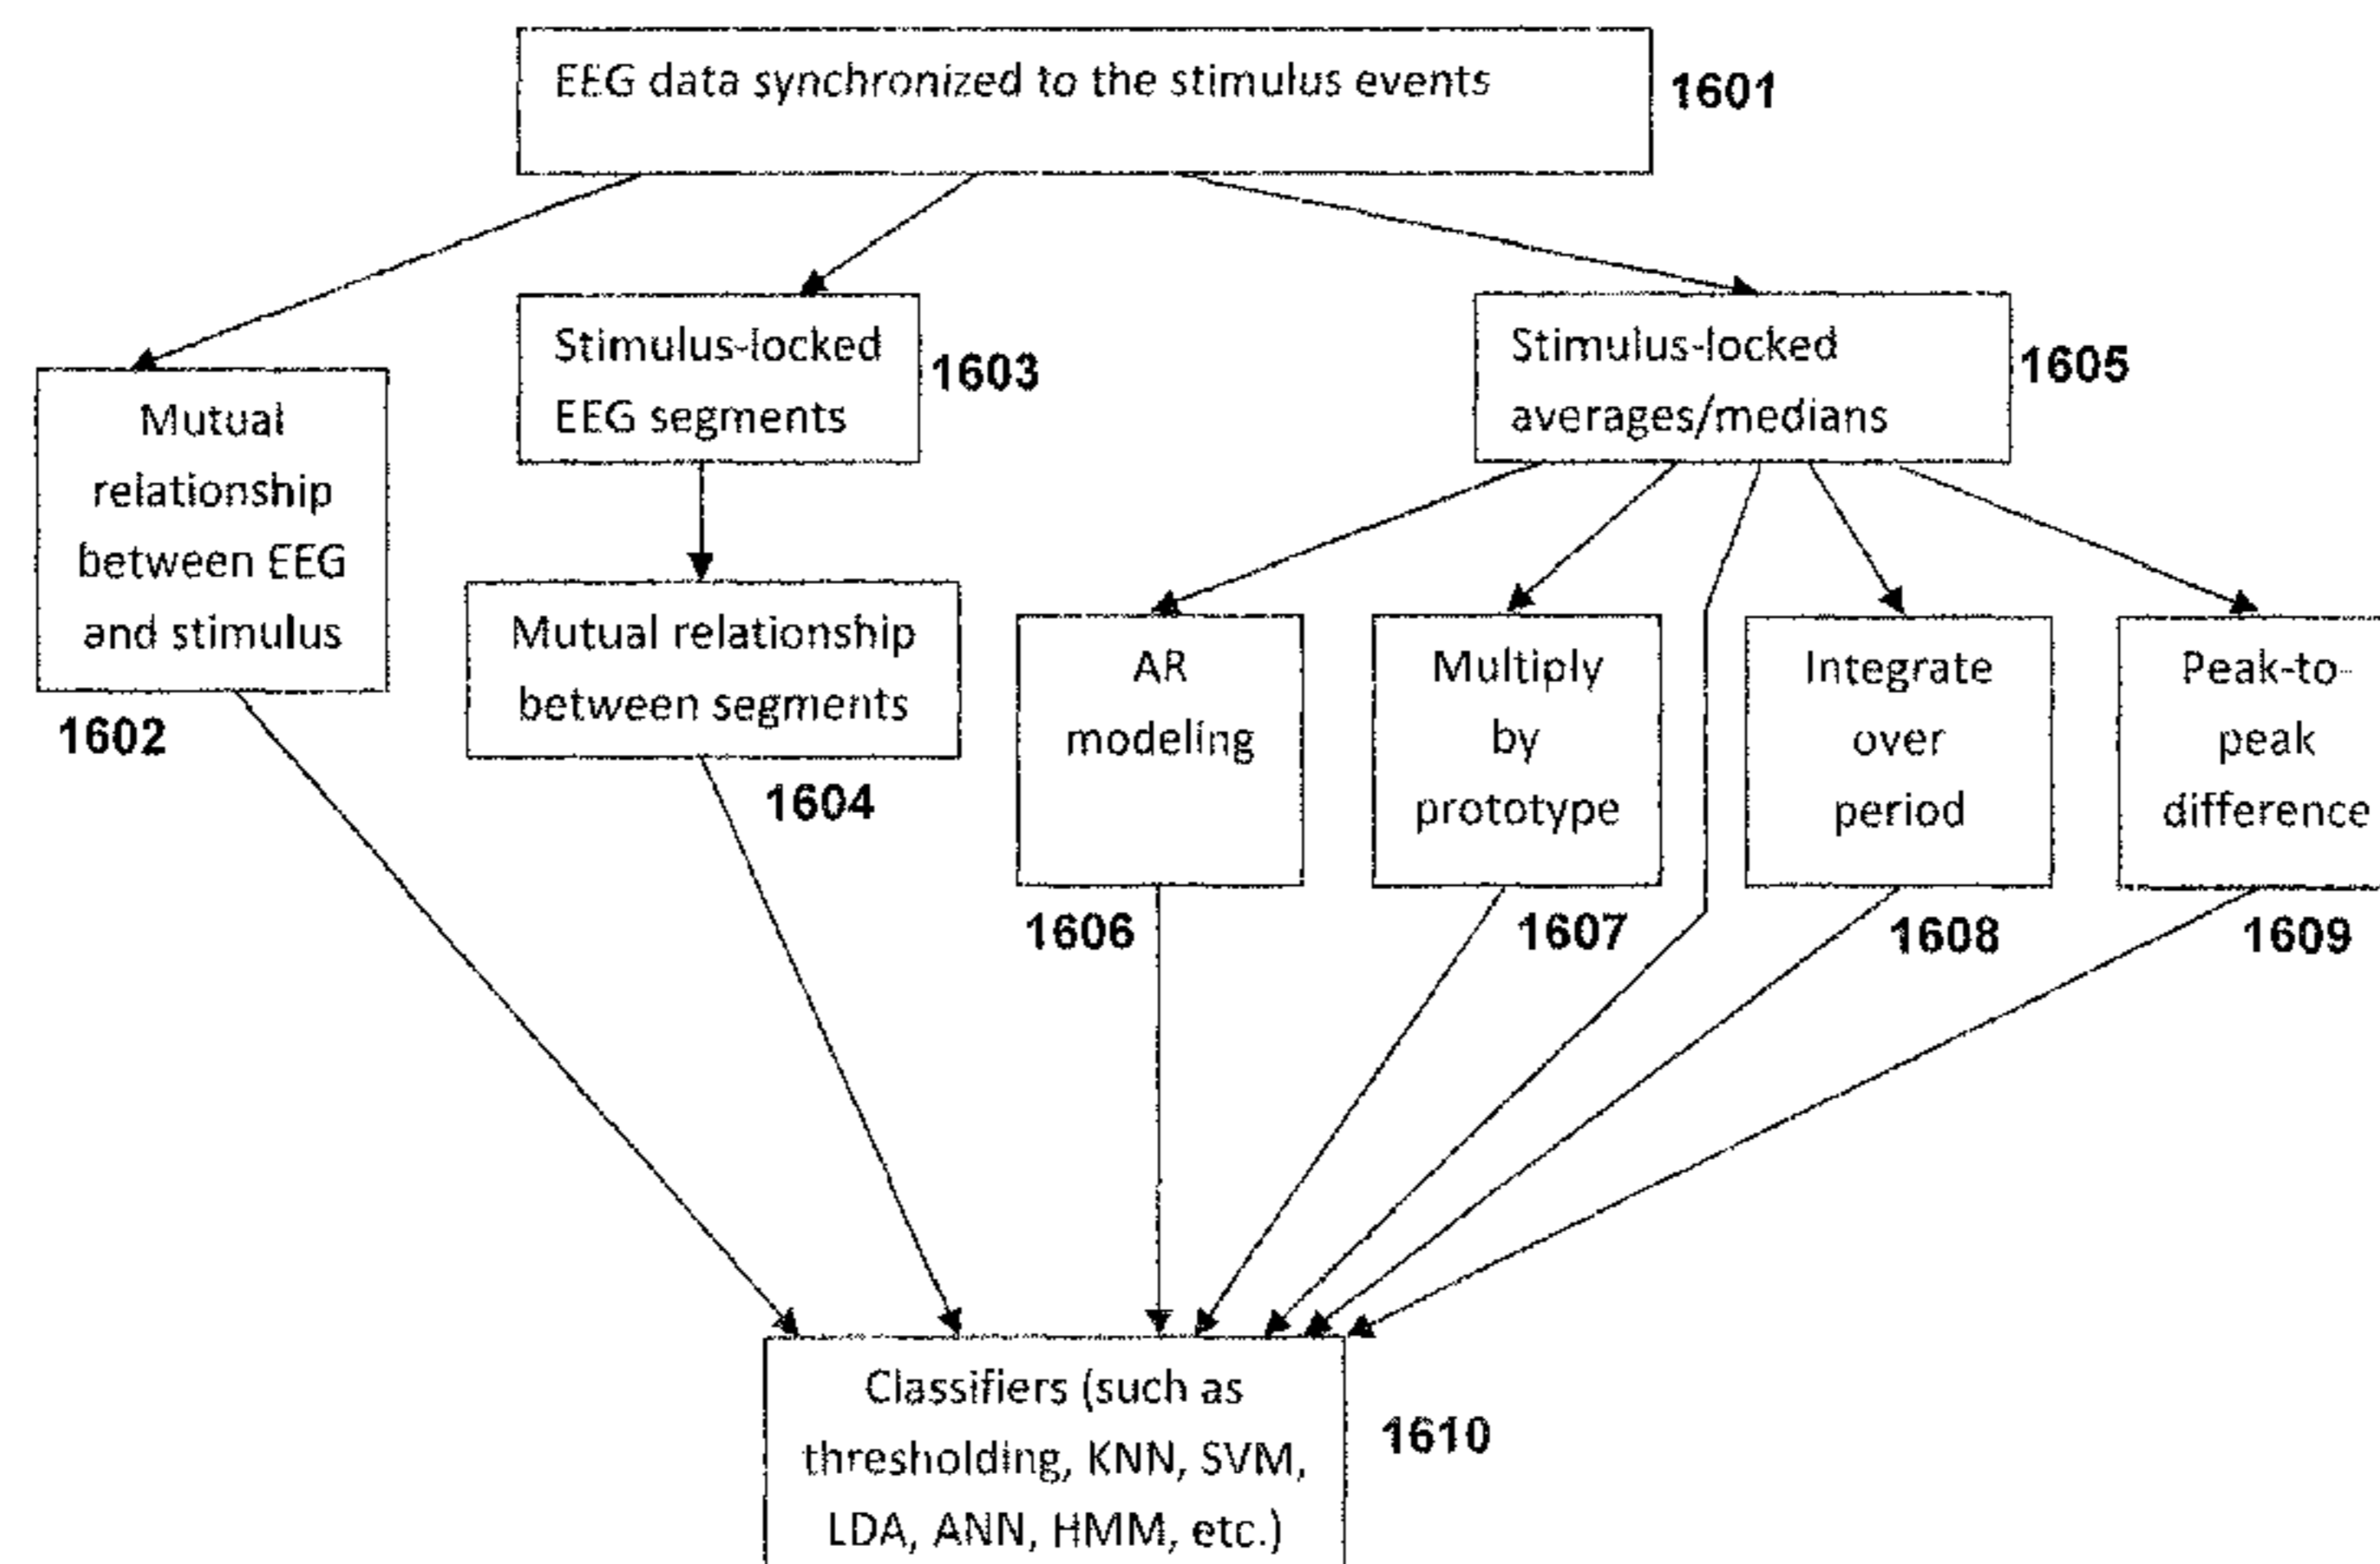 EEG data synchronized to the stimulus events
1601
Stimulus-locked
EEG segments
1603
Stimulus-locked
averages/medians
1605
Mutual
relationship
between EEG
and stimulus
1602
Mutual relationship
between segments
1604
AR
modeling
1606
Multiply
by
prototype
1607
Integrate
over
period
1608
Peak-to-
peak
difference
1609
Classifiers (such as
thresholding, KNN, SVM,
LDA, ANN, HMM, etc.)
1610